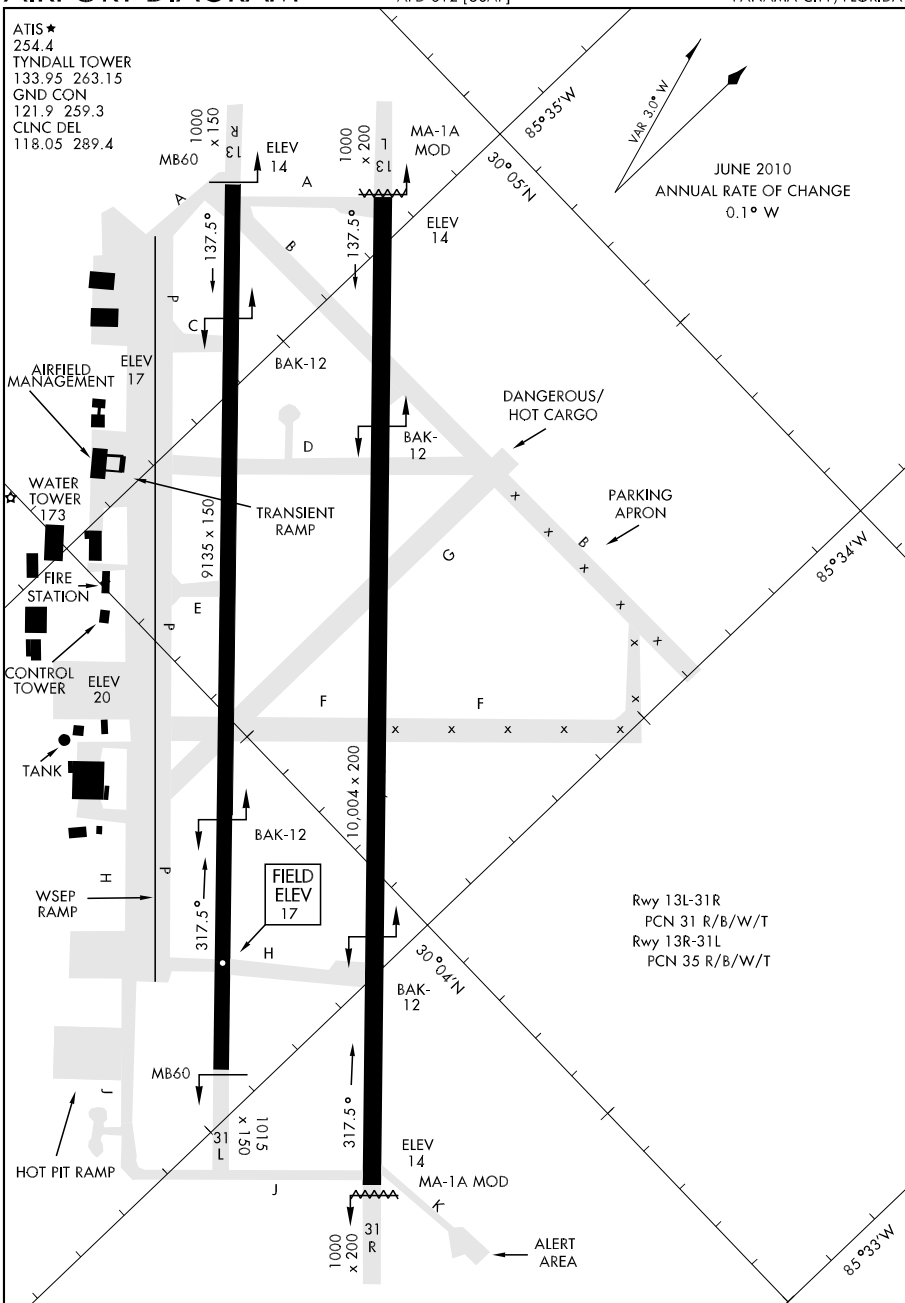 AIRPORT DIAGRAM
[USAF]
PANAMA CITY, FLORIDA
ATIS
254.4
TYNDALL TOWER
133.95 263.15
GND CON
121.9 259.3
CLNC DEL
118.05 289.4
1000
x 150
13
R
ELEV
14
MB60
1000
x 200
13
L
MA-1A
MOD
85°35'W
30°05'N
VAR 3.0° W
JUNE 2010
ANNUAL RATE OF CHANGE
0.1° W
A
A
B
ELEV
14
137.5°
137.5°
P
C
ELEV
17
BAK-12
AIRFIELD
MANAGEMENT
DANGEROUS/
HOT CARGO
BAK-
12
D
WATER
TOWER
173
TRANSIENT
RAMP
PARKING
APRON
9135 x 150
x
x
B
x
x
x
x
x
G
85°34'W
FIRE
STATION
E
P
CONTROL
TOWER
ELEV
20
F
F
x
x
x
x
x
TANK
10,004 x 200
BAK-12
H
P
WSEP
RAMP
FIELD
ELEV
17
317.5°
H
30°04'N
Rwy 13L-31R
PCN 31 R/B/W/T
Rwy 13R-31L
PCN 35 R/B/W/T
BAK-
12
MB60
J
317.5°
31
L
1015
x 150
HOT PIT RAMP
J
ELEV
14
MA-1A MOD
K
1000
x 200
31
R
ALERT
AREA
85°33'W